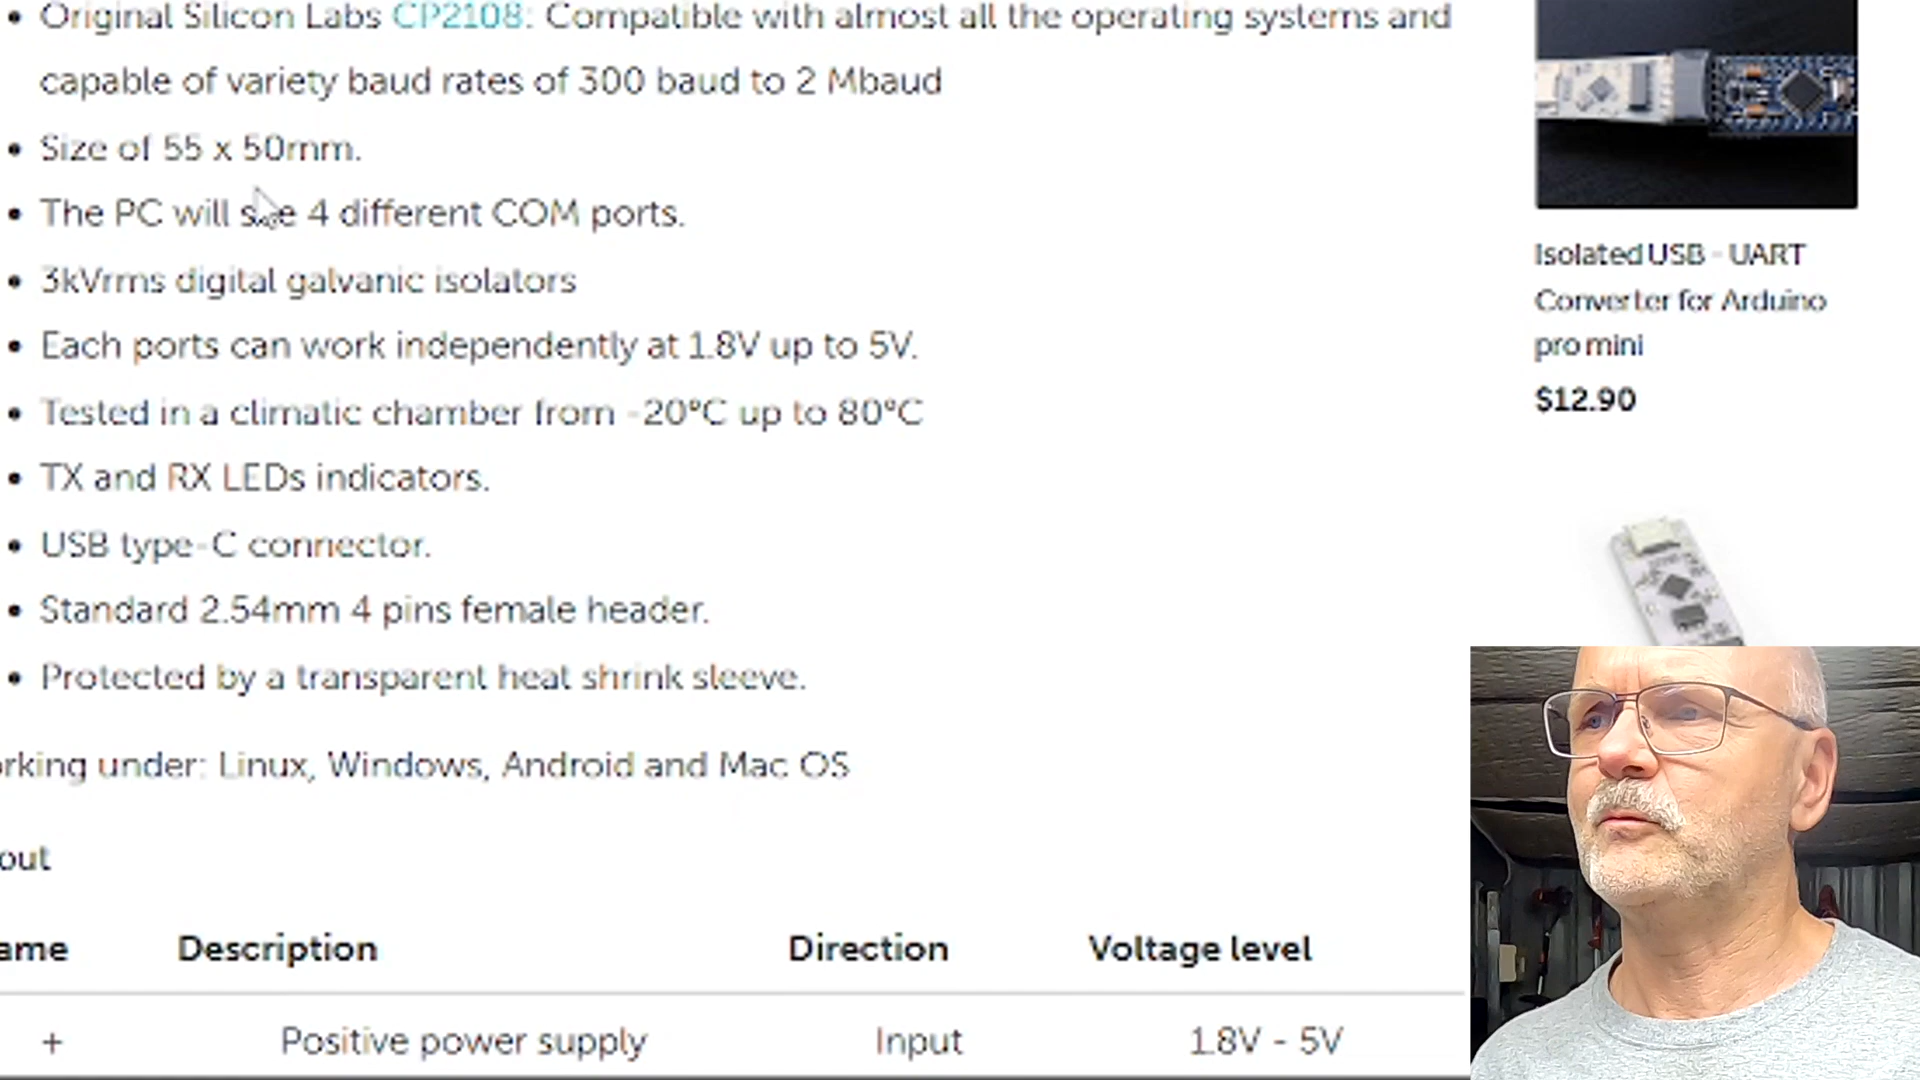 Original Silicon Labs CP2108: Compatible with almost all the operating systems and
capable of variety baud rates of 300 baud to 2 Mbaud
Size of 55 x 50mm.
The PC will see 4 different COM ports.
3kVrms digital galvanic isolators
Each ports can work independently at 1.8V up to 5V.
Tested in a climatic chamber from -20°C up to 80°C
TX and RX LEDs indicators.
USB type-C connector.
Standard 2.54mm 4 pins female header.
Protected by a transparent heat shrink sleeve.
rking under: Linux, Windows, Android and Mac OS
out
ame Description Direction Voltage level
+ Positive power supply Input 1.8V - 5V
Isolated USB - UART
Converter for Arduino
pro mini
$12.90